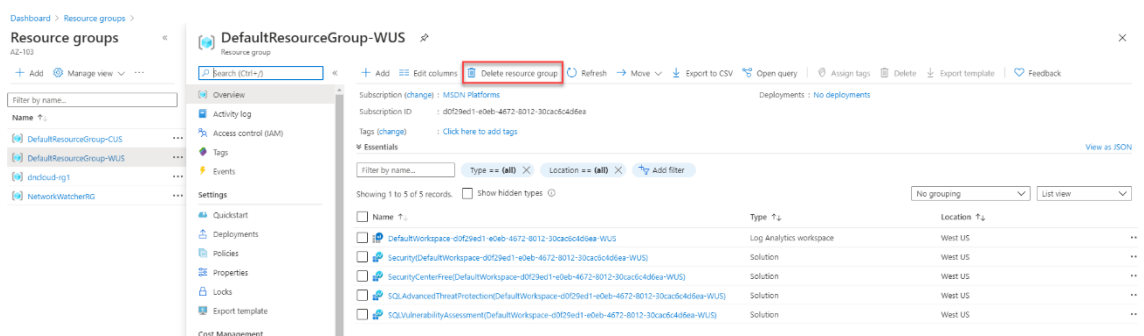 Dashboard > Resource groups >
Resource groups «
AZ-103
+ Add Manage view ···
Filter by name...
Name ↑↓
DefaultResourceGroup-CUS ···
DefaultResourceGroup-WUS ···
dncloud-rg1 ···
NetworkWatcherRG ···
DefaultResourceGroup-WUS
Resource group
Search (Ctrl+/) «
Overview
Activity log
Access control (IAM)
Tags
Events
Settings
Quickstart
Deployments
Policies
Properties
Locks
Export template
Cost Management
+ Add Edit columns Delete resource group Refresh → Move Export to CSV Open query Assign tags Delete Export template Feedback
Subscription (change) : MSDN Platforms Deployments : No deployments
Subscription ID : d0f29ed1-e0eb-4672-8012-30cac6c4d6ea
Tags (change) : Click here to add tags
Essentials View as JSON
Filter by name... Type == (all) Location == (all) Add filter
Showing 1 to 5 of 5 records. Show hidden types No grouping List view
Name ↑↓ Type ↑↓ Location ↑↓
DefaultWorkspace-d0f29ed1-e0eb-4672-8012-30cac6c4d6ea-WUS Log Analytics workspace West US
Security(DefaultWorkspace-d0f29ed1-e0eb-4672-8012-30cac6c4d6ea-WUS) Solution West US
SecurityCenterFree(DefaultWorkspace-d0f29ed1-e0eb-4672-8012-30cac6c4d6ea-WUS) Solution West US
SQLAdvancedThreatProtection(DefaultWorkspace-d0f29ed1-e0eb-4672-8012-30cac6c4d6ea-WUS) Solution West US
SQLVulnerabilityAssessment(DefaultWorkspace-d0f29ed1-e0eb-4672-8012-30cac6c4d6ea-WUS) Solution West US